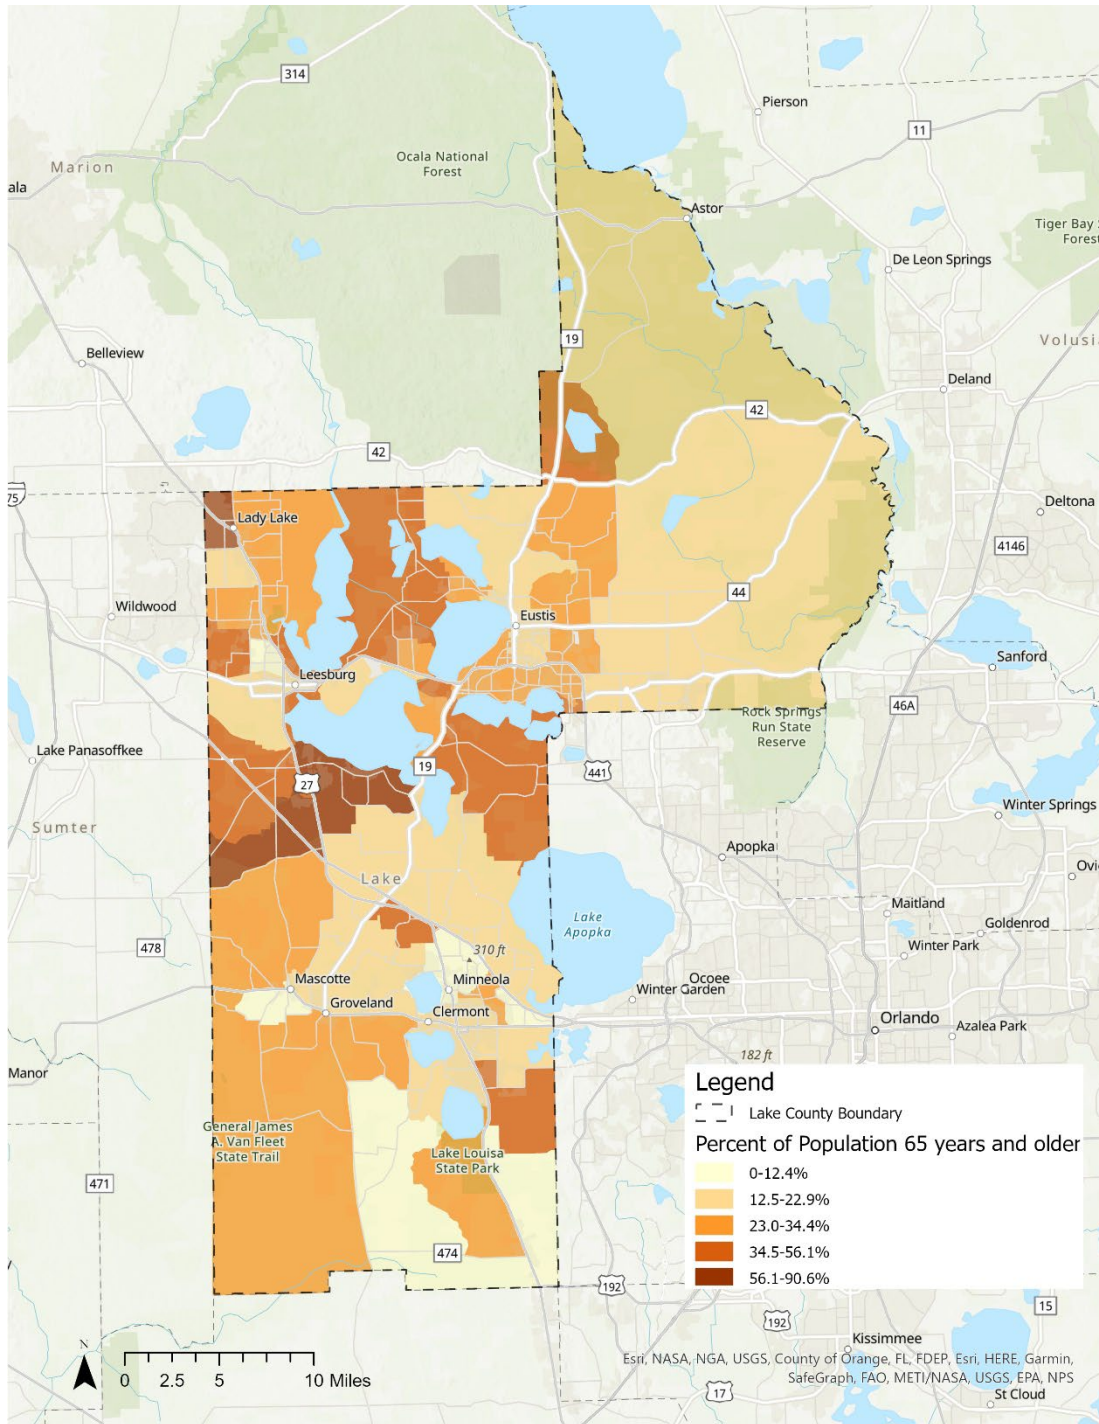 314
Pierson
11
Marion
Ocala National
Forest
ala
Astor
Tiger Bay S
Forest
De Leon Springs
19
Volusia
Belleview
Deland
42
42
75
Lady Lake
Deltona
4146
Wildwood
44
Eustis
Sanford
Leesburg
46A
Rock Springs
Run State
Reserve
Lake Panasoffkee
19
441
27
Winter Springs
Sumter
Apopka
Ovi
Lake
Maitland
Lake
Apopka
Goldenrod
478
310 ft
Winter Park
Mascotte
Minneola
Ocoee
Winter Garden
Groveland
Clermont
Orlando
Azalea Park
182 ft
Manor
Legend
Lake County Boundary
General James
A. Van Fleet
State Trail
Percent of Population 65 years and older
Lake Louisa
State Park
0-12.4%
471
12.5-22.9%
23.0-34.4%
474
34.5-56.1%
56.1-90.6%
192
15
192
N
Kissimmee
Esri, NASA, NGA, USGS, County of Orange, FL, FDEP, Esri, HERE, Garmin,
SafeGraph, FAO, METI/NASA, USGS, EPA, NPS
0 2.5 5 10 Miles
17
St Cloud